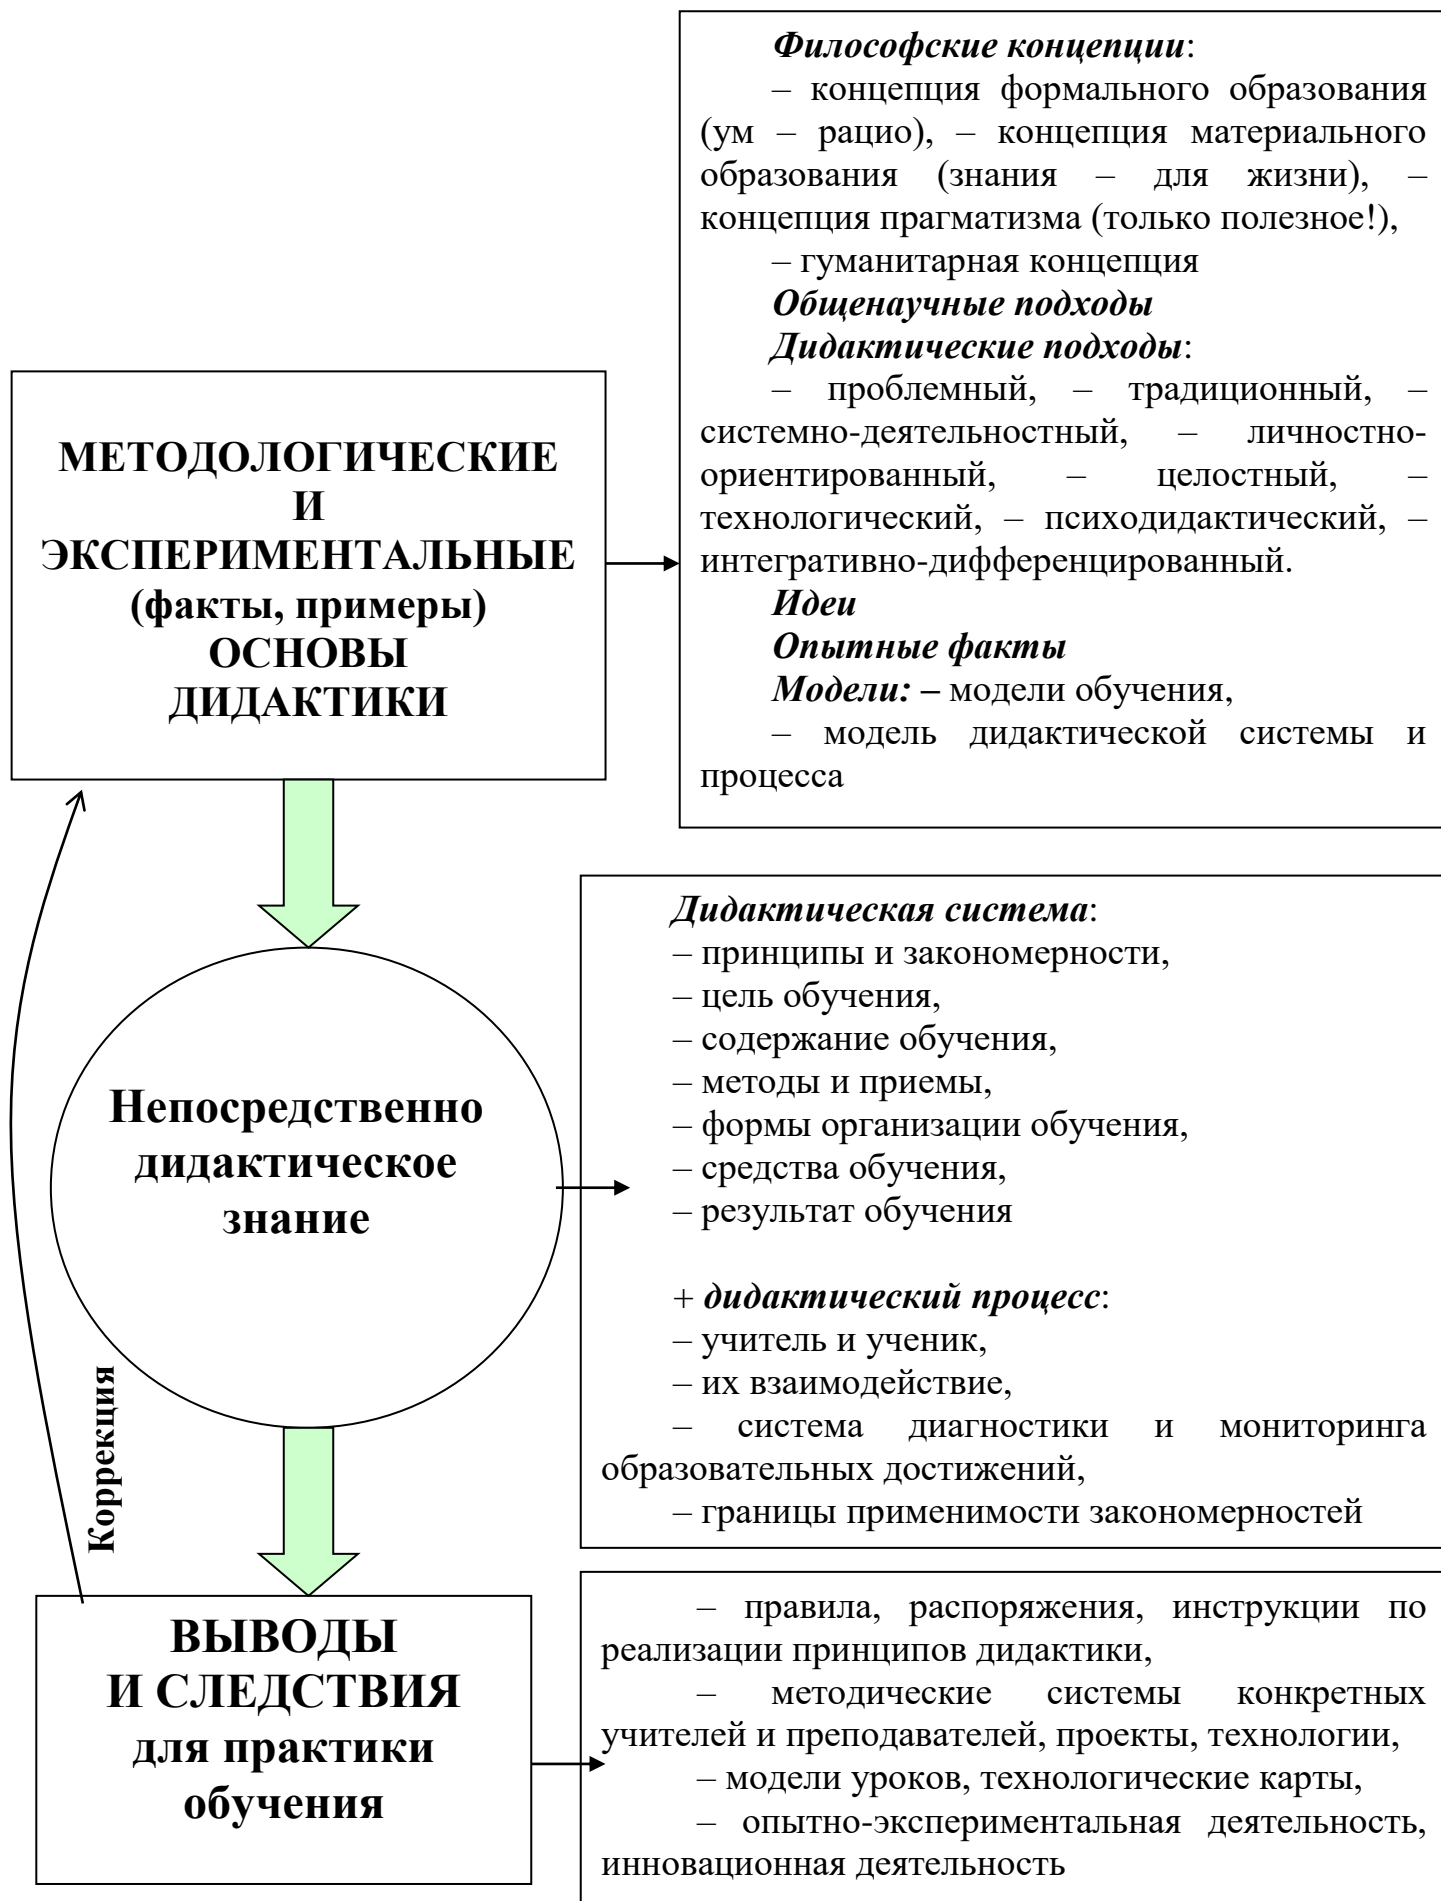 Философские концепции:
– концепция формального образования
(ум – рацио), – концепция материального
образования (знания – для жизни), –
концепция прагматизма (только полезное!),
– гуманитарная концепция
Общенаучные подходы
Дидактические подходы:
– проблемный, – традиционный, –
системно-деятельностный, – личностно-
ориентированный, – целостный, –
технологический, – психодидактический, –
интегративно-дифференцированный.
Идеи
Опытные факты
Модели: – модели обучения,
– модель дидактической системы и
процесса
МЕТОДОЛОГИЧЕСКИЕ
И
ЭКСПЕРИМЕНТАЛЬНЫЕ
(факты, примеры)
ОСНОВЫ
ДИДАКТИКИ
Дидактическая система:
– принципы и закономерности,
– цель обучения,
– содержание обучения,
– методы и приемы,
– формы организации обучения,
– средства обучения,
– результат обучения
+ дидактический процесс:
– учитель и ученик,
– их взаимодействие,
– система диагностики и мониторинга
образовательных достижений,
– границы применимости закономерностей
Непосредственно
дидактическое
знание
Коррекция
ВЫВОДЫ
И СЛЕДСТВИЯ
для практики
обучения
– правила, распоряжения, инструкции по
реализации принципов дидактики,
– методические системы конкретных
учителей и преподавателей, проекты, технологии,
– модели уроков, технологические карты,
– опытно-экспериментальная деятельность,
инновационная деятельность